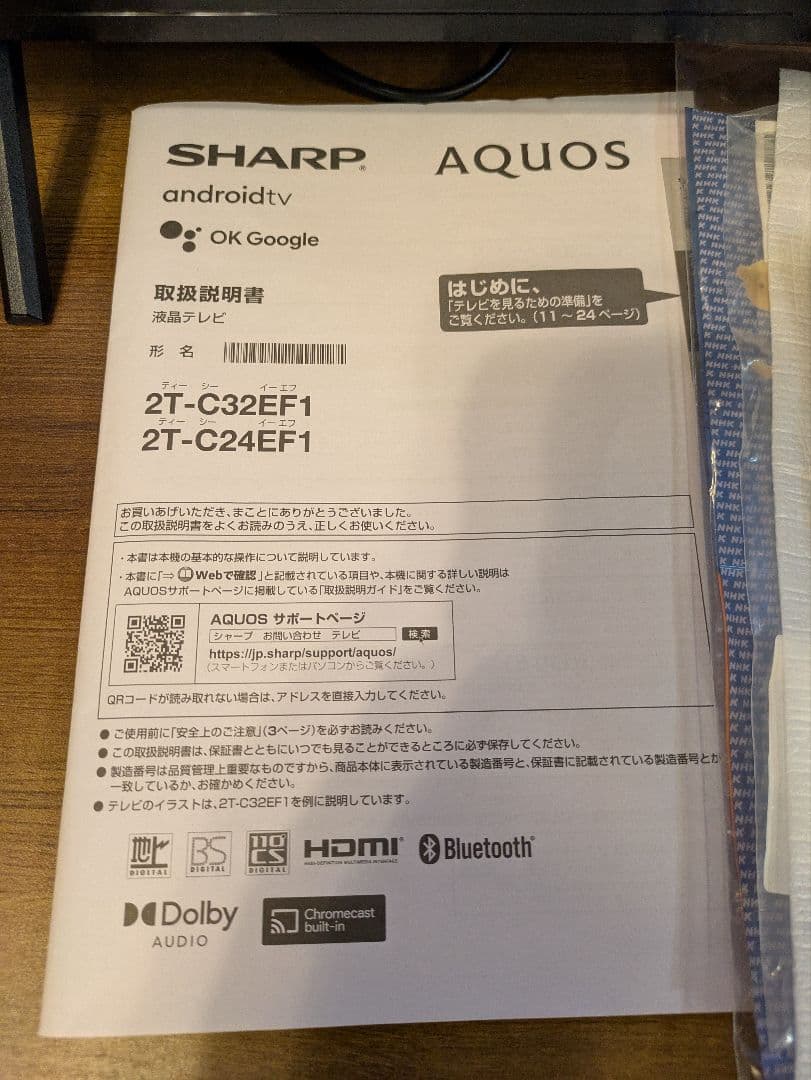 SHARP®
AQUOS
androidtv
OK Google
取扱説明書
液晶テレビ
はじめに、
「テレビを見るための準備」を
ご覧ください。(11 ～ 24ページ)
形 名
ティー シー イーエフ
2T-C32EF1
ティー シー イーエフ
2T-C24EF1
お買いあげいただき、まことにありがとうございました。
この取扱説明書をよくお読みのうえ、正しくお使いください。
・本書は本機の基本的な操作について説明しています。
・本書に「⇒ Webで確認」と記載されている項目や、本機に関する詳しい説明は
AQUOSサポートページに掲載している「取扱説明ガイド」をご覧ください。
AQUOS サポートページ
シャープ お問い合わせ テレビ 検索
https://jp.sharp/support/aquos/
(スマートフォンまたはパソコンからご覧ください。)
QRコードが読み取れない場合は、アドレスを直接入力してください。
● ご使用前に「安全上のご注意」(3ページ)を必ずお読みください。
● この取扱説明書は、保証書とともにいつでも見ることができるところに必ず保存してください。
● 製造番号は品質管理上重要なものですから、商品本体に表示されている製造番号と、保証書に記載されている製造番号とが
一致しているか、お確かめください。
● テレビのイラストは、2T-C32EF1を例に説明しています。
地上 DIGITAL
BS DIGITAL
110 CS DIGITAL
HDMI®
HIGH-DEFINITION MULTIMEDIA INTERFACE
Bluetooth®
Dolby
AUDIO
Chromecast
built-in
NHK